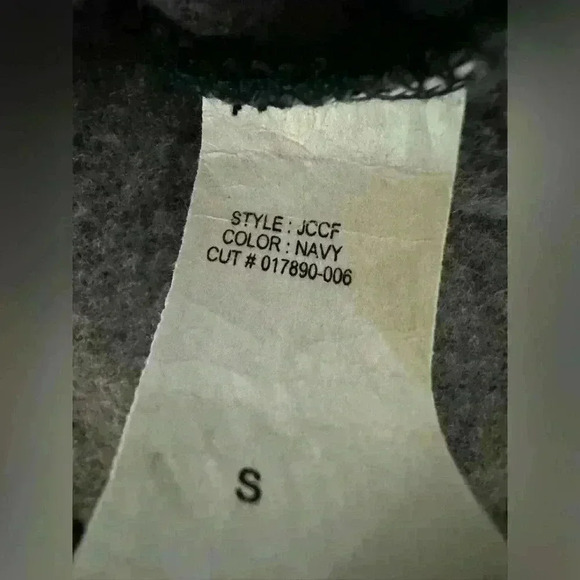 STYLE : JCCF
COLOR : NAVY
CUT # 017890-006
S